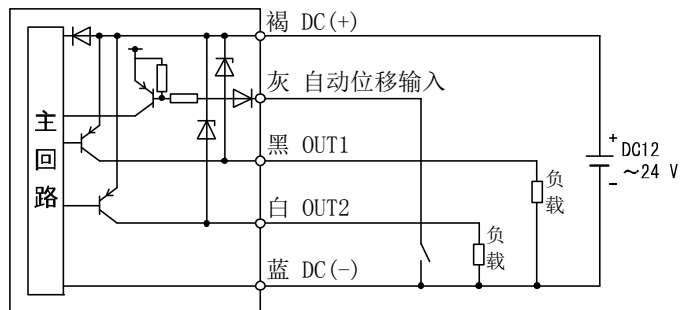 褐 DC(+)
灰 自动位移输入
主回路
黑 OUT1
+
DC12
～24 V
−
负载
白 OUT2
负载
蓝 DC(-)